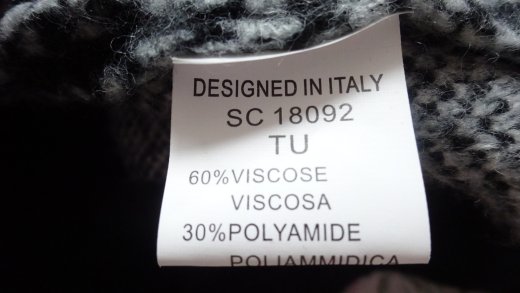 DESIGNED IN ITALY
SC 18092
TU
60%VISCOSE
VISCOSA
30%POLYAMIDE
POLIAMMIDICA